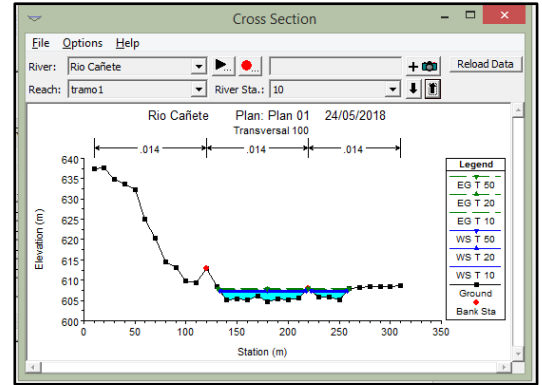 Cross Section
File Options Help
River: Rio Cañete Reload Data
Reach: tramo1 River Sta.: 10
Rio Cañete Plan: Plan 01 24/05/2018
Transversal 100
.014 .014 .014
Elevation (m)
640
635
630
625
620
615
610
605
600
0 50 100 150 200 250 300 350
Station (m)
Legend
EG T 50
EG T 20
EG T 10
WS T 50
WS T 20
WS T 10
Ground
Bank Sta